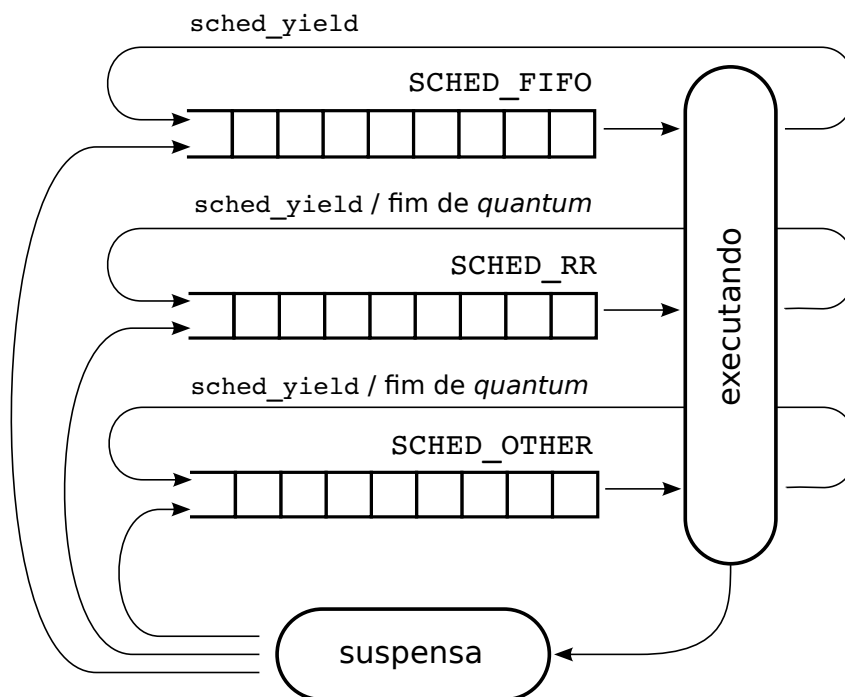 sched_yield
SCHED_FIFO
sched_yield / fim de quantum
SCHED_RR
sched_yield / fim de quantum
SCHED_OTHER
executando
suspensa